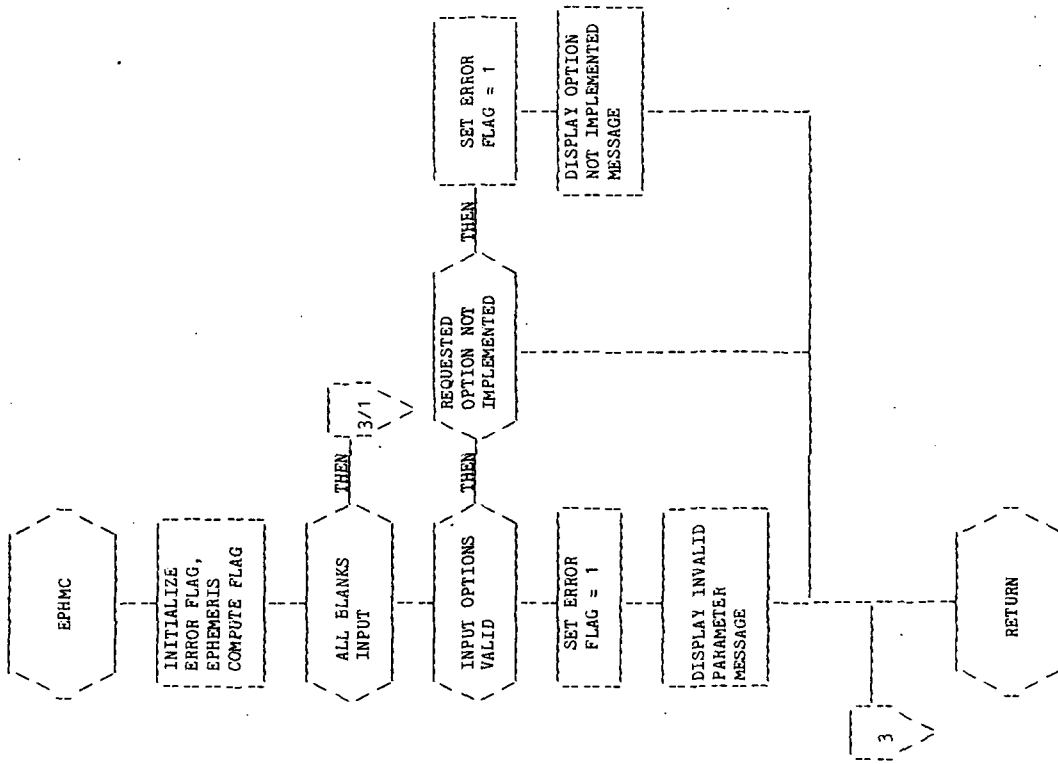 EPHMC
INITIALIZE
ERROR FLAG,
EPHEMERIS
COMPUTE FLAG
ALL BLANKS
INPUT
THEN
3/1
INPUT OPTIONS
VALID
THEN
REQUESTED
OPTION NOT
IMPLEMENTED
THEN
SET ERROR
FLAG = 1
DISPLAY OPTION
NOT IMPLEMENTED
MESSAGE
SET ERROR
FLAG = 1
DISPLAY INVALID
PARAMETER
MESSAGE
3
RETURN